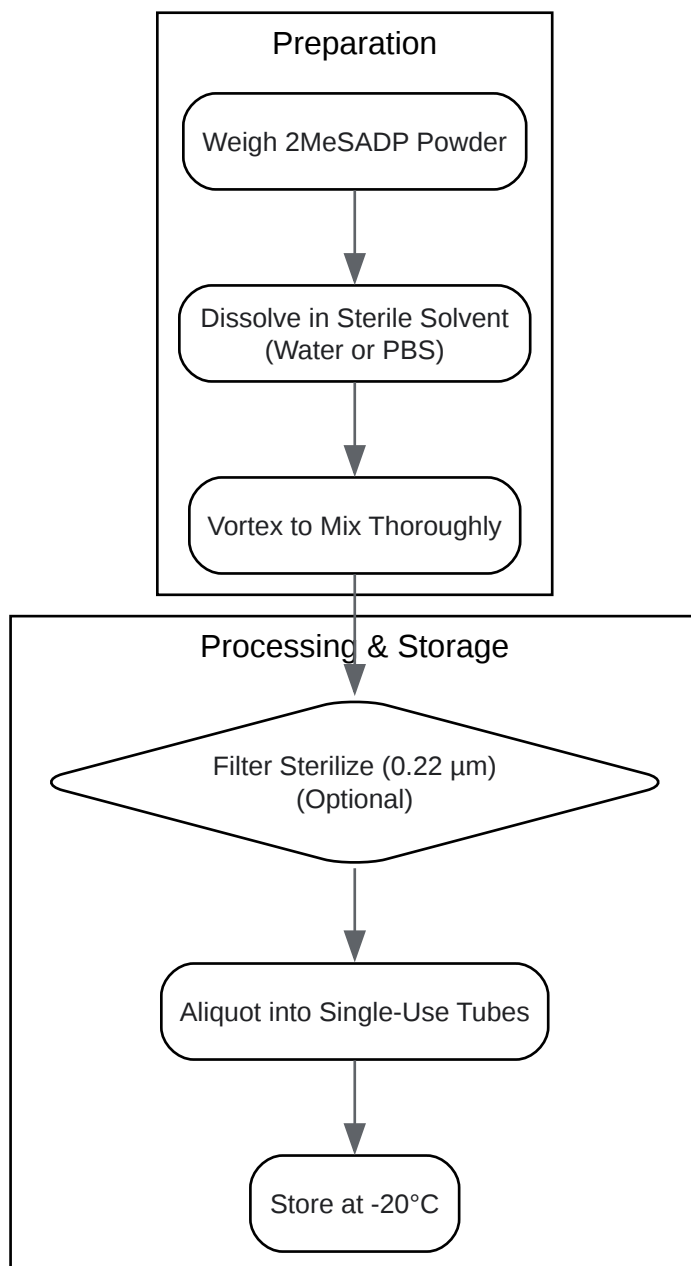 Preparation
Weigh 2MeSADP Powder
Dissolve in Sterile Solvent
(Water or PBS)
Vortex to Mix Thoroughly
Processing & Storage
Filter Sterilize (0.22 µm)
(Optional)
Aliquot into Single-Use Tubes
Store at -20°C